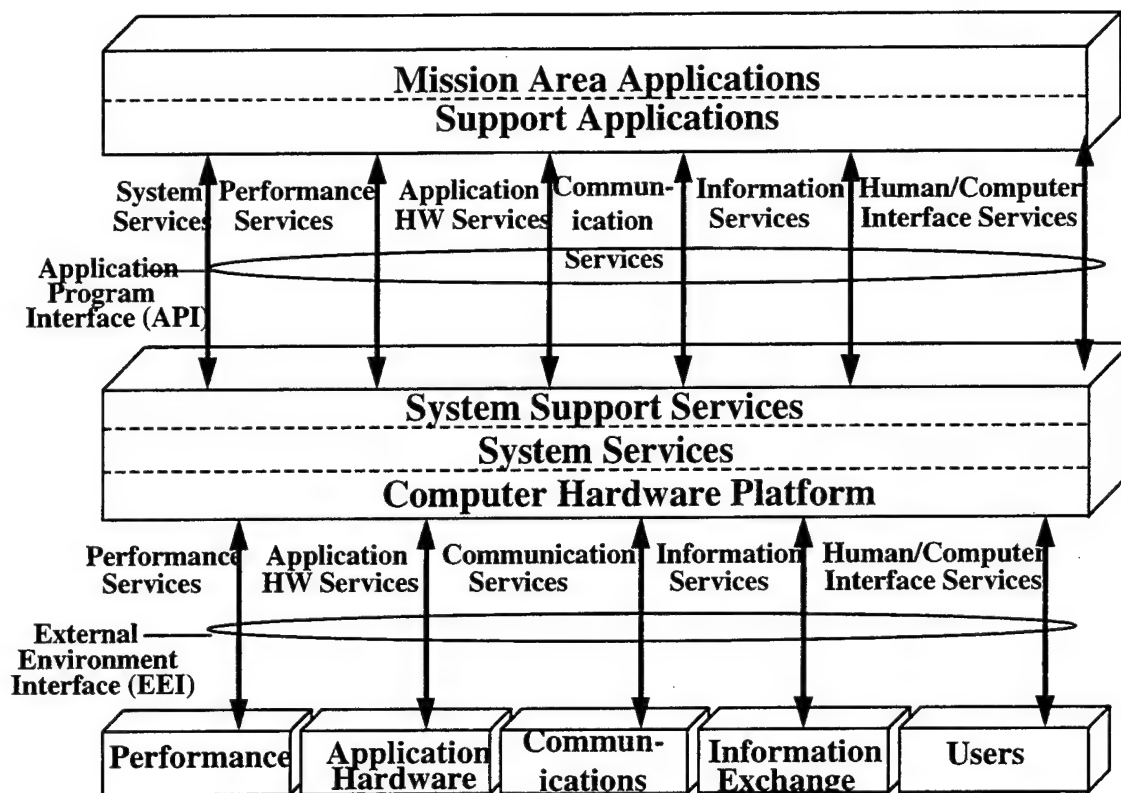 Mission Area Applications
Support Applications
System
Services
Performance
Services
Application
HW Services
Commun-
ication
Services
Information
Services
Human/Computer
Interface Services
Application
Program
Interface (API)
System Support Services
System Services
Computer Hardware Platform
Performance
Services
Application
HW Services
Communication
Services
Information
Services
Human/Computer
Interface Services
External
Environment
Interface (EEI)
Performance
Application
Hardware
Commun-
ications
Information
Exchange
Users